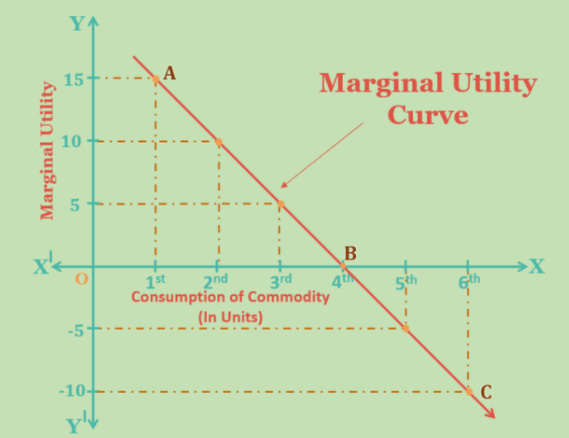 Y
15
A
Marginal Utility
Curve
Marginal Utility
10
5
B
X'
O
X
1st
2nd
3rd
4th
5th
6th
Consumption of Commodity
(In Units)
-5
-10
C
Y'